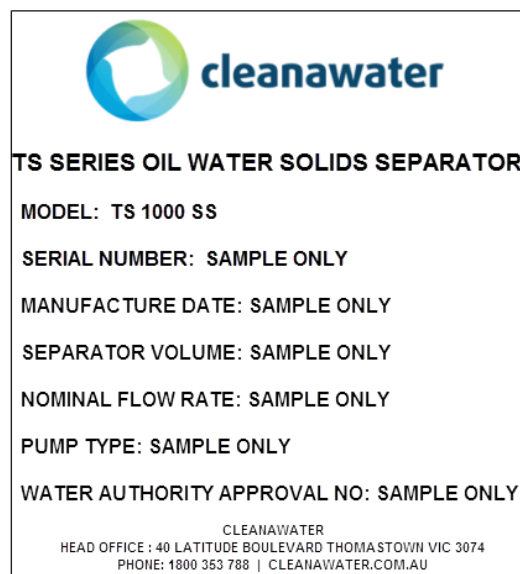 cleanawater
TS SERIES OIL WATER SOLIDS SEPARATOR
MODEL: TS 1000 SS
SERIAL NUMBER: SAMPLE ONLY
MANUFACTURE DATE: SAMPLE ONLY
SEPARATOR VOLUME: SAMPLE ONLY
NOMINAL FLOW RATE: SAMPLE ONLY
PUMP TYPE: SAMPLE ONLY
WATER AUTHORITY APPROVAL NO: SAMPLE ONLY
CLEANAWATER
HEAD OFFICE : 40 LATITUDE BOULEVARD THOMASTOWN VIC 3074
PHONE: 1800 353 788 | CLEANAWATER.COM.AU